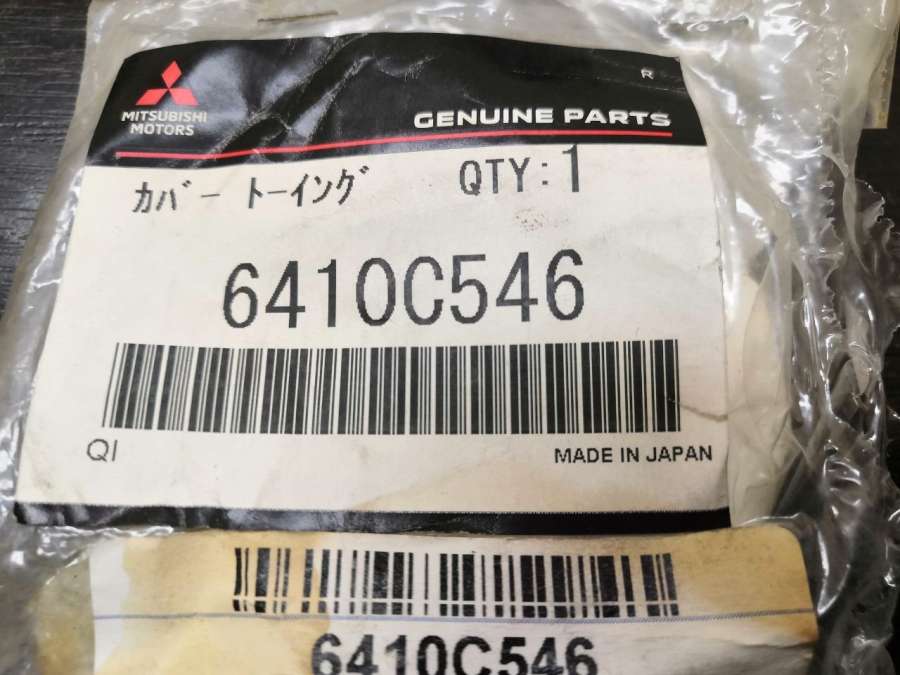 R
MITSUBISHI
MOTORS
GENUINE PARTS
カバー トーイング QTY:1
6410C546
QI
MADE IN JAPAN
6410C546